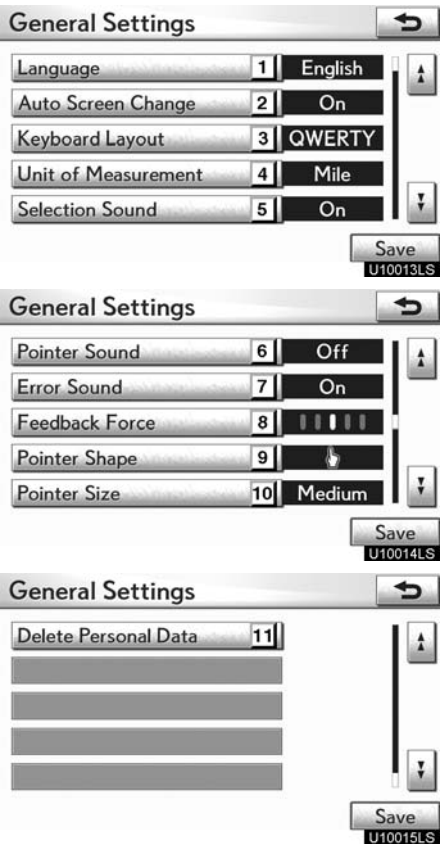 General Settings
Language 1 English
Auto Screen Change 2 On
Keyboard Layout 3 QWERTY
Unit of Measurement 4 Mile
Selection Sound 5 On
Save
U10013LS
General Settings
Pointer Sound 6 Off
Error Sound 7 On
Feedback Force 8
Pointer Shape 9
Pointer Size 10 Medium
Save
U10014LS
General Settings
Delete Personal Data 11
Save
U10015LS